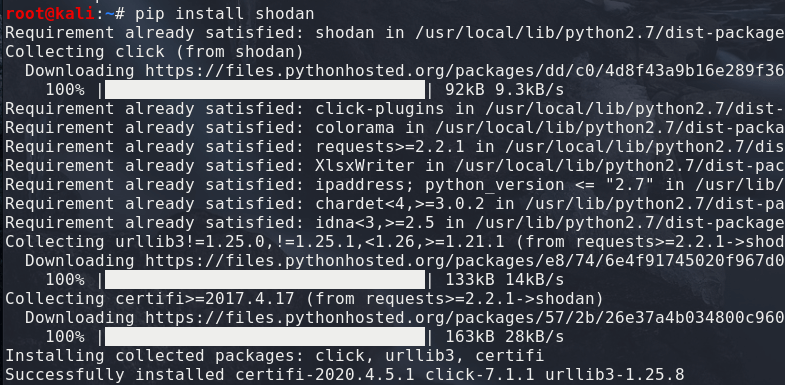 root@kali:~# pip install shodan
Requirement already satisfied: shodan in /usr/local/lib/python2.7/dist-package
Collecting click (from shodan)
  Downloading https://files.pythonhosted.org/packages/dd/c0/4d8f43a9b16e289f36
    100% |████████████████████████████████| 92kB 9.3kB/s
Requirement already satisfied: click-plugins in /usr/local/lib/python2.7/dist-
Requirement already satisfied: colorama in /usr/local/lib/python2.7/dist-packa
Requirement already satisfied: requests>=2.2.1 in /usr/local/lib/python2.7/dis
Requirement already satisfied: XlsxWriter in /usr/local/lib/python2.7/dist-pac
Requirement already satisfied: ipaddress; python_version <= "2.7" in /usr/loca
Requirement already satisfied: chardet<4,>=3.0.2 in /usr/local/lib/python2.7/dist-pa
Requirement already satisfied: idna<3,>=2.5 in /usr/local/lib/python2.7/dist-packa
Collecting urllib3!=1.25.0,!=1.25.1,<1.26,>=1.21.1 (from requests>=2.2.1->shod
  Downloading https://files.pythonhosted.org/packages/e8/74/6e4f91745020f967d0
    100% |████████████████████████████████| 133kB 14kB/s
Collecting certifi>=2017.4.17 (from requests>=2.2.1->shodan)
  Downloading https://files.pythonhosted.org/packages/57/2b/26e37a4b034800c960
    100% |████████████████████████████████| 163kB 28kB/s
Installing collected packages: click, urllib3, certifi
Successfully installed certifi-2020.4.5.1 click-7.1.1 urllib3-1.25.8